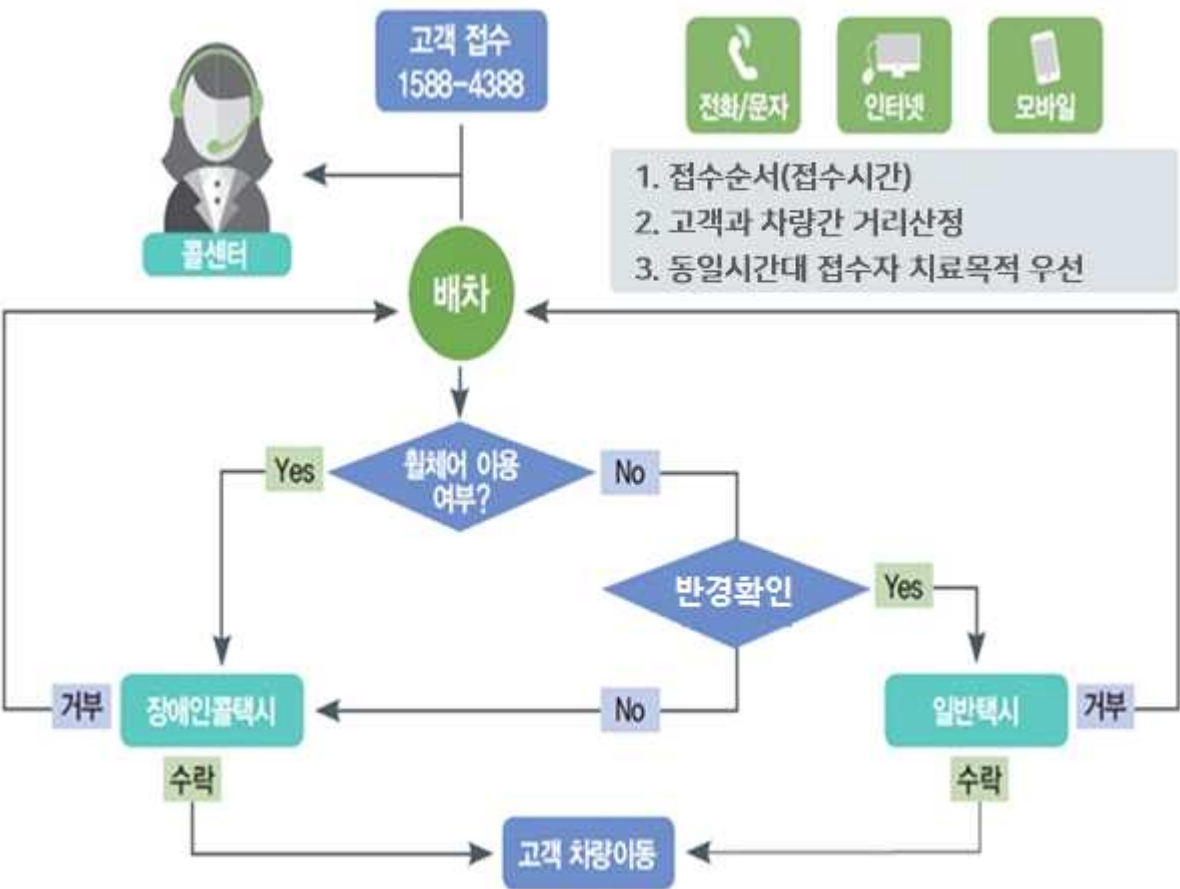 고객 접수
1588-4388
전화/문자
인터넷
모바일
콜센터
1. 접수순서(접수시간)
2. 고객과 차량간 거리산정
3. 동일시간대 접수자 치료목적 우선
배차
Yes
휠체어 이용
여부?
No
반경확인
Yes
거부
장애인콜택시
No
일반택시
거부
수락
수락
고객 차량이동